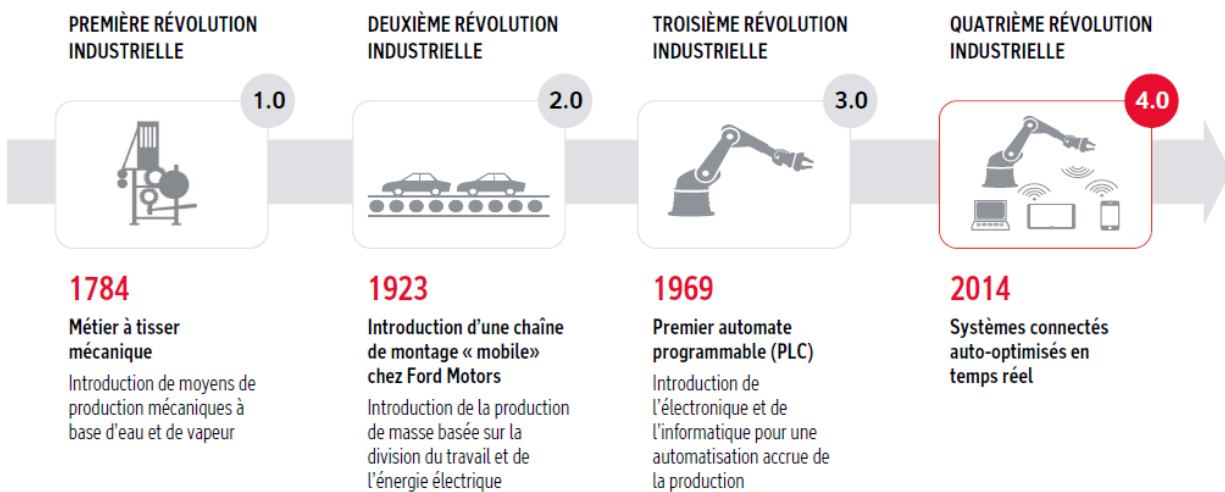 PREMIÈRE RÉVOLUTION
INDUSTRIELLE
1.0
1784
Métier à tisser
mécanique
Introduction de moyens de
production mécaniques à
base d'eau et de vapeur
DEUXIÈME RÉVOLUTION
INDUSTRIELLE
2.0
1923
Introduction d'une chaîne
de montage « mobile»
chez Ford Motors
Introduction de la production
de masse basée sur la
division du travail et de
l'énergie électrique
TROISIÈME RÉVOLUTION
INDUSTRIELLE
3.0
1969
Premier automate
programmable (PLC)
Introduction de
l'électronique et de
l'informatique pour une
automatisation accrue de
la production
QUATRIÈME RÉVOLUTION
INDUSTRIELLE
4.0
2014
Systèmes connectés
auto-optimisés en
temps réel